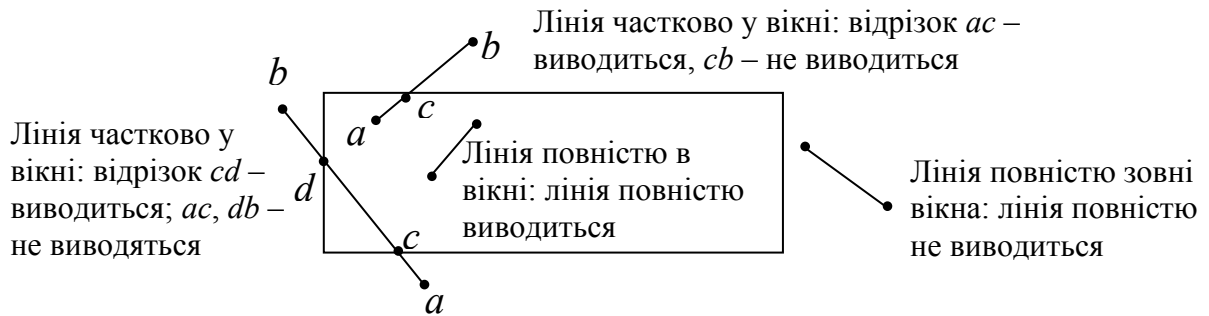 Лінія частково у вікні: відрізок ac –
виводиться, cb – не виводиться
b
b
c
a
Лінія частково у
вікні: відрізок cd –
виводиться; ac, db –
не виводяться
d
Лінія повністю в
вікні: лінія повністю
виводиться
Лінія повністю зовні
вікна: лінія повністю
не виводиться
c
a